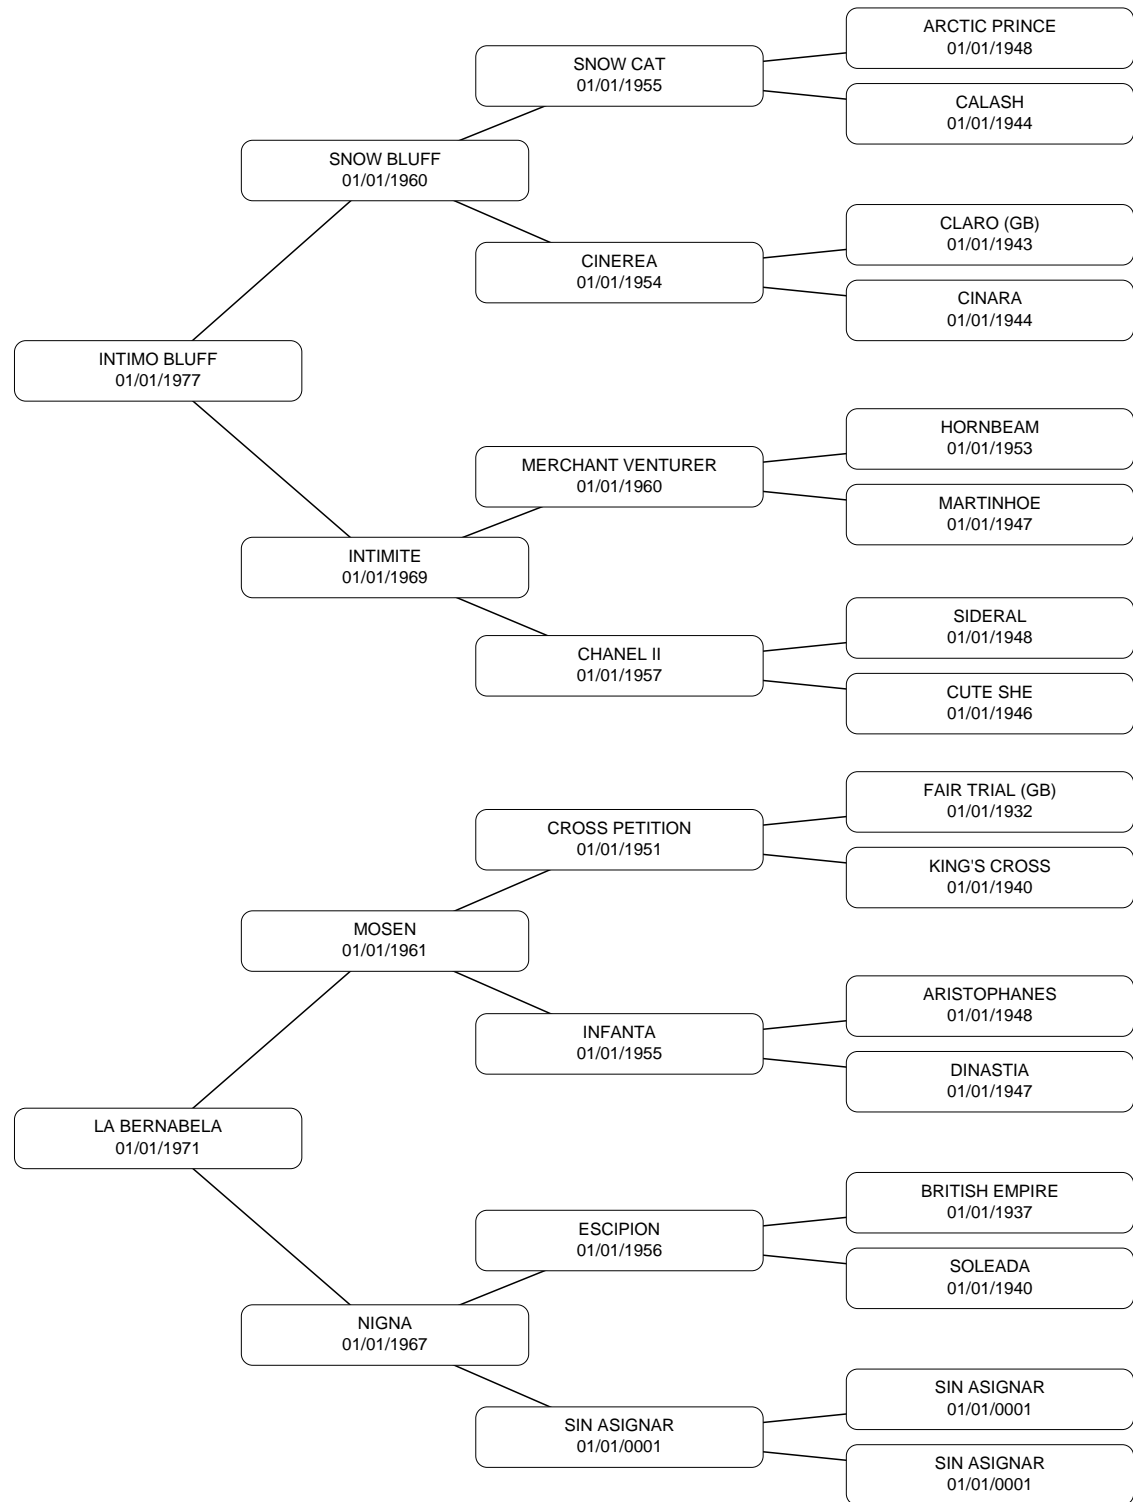 ARCTIC PRINCE
01/01/1948
SNOW CAT
01/01/1955
CALASH
01/01/1944
SNOW BLUFF
01/01/1960
CLARO (GB)
01/01/1943
CINEREA
01/01/1954
CINARA
01/01/1944
INTIMO BLUFF
01/01/1977
HORNBEAM
01/01/1953
MERCHANT VENTURER
01/01/1960
MARTINHOE
01/01/1947
INTIMITE
01/01/1969
SIDERAL
01/01/1948
CHANEL II
01/01/1957
CUTE SHE
01/01/1946
FAIR TRIAL (GB)
01/01/1932
CROSS PETITION
01/01/1951
KING'S CROSS
01/01/1940
MOSEN
01/01/1961
ARISTOPHANES
01/01/1948
INFANTA
01/01/1955
DINASTIA
01/01/1947
LA BERNABELA
01/01/1971
BRITISH EMPIRE
01/01/1937
ESCIPION
01/01/1956
SOLEADA
01/01/1940
NIGNA
01/01/1967
SIN ASIGNAR
01/01/0001
SIN ASIGNAR
01/01/0001
SIN ASIGNAR
01/01/0001